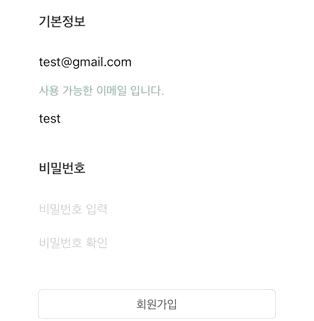 기본정보
test@gmail.com
사용 가능한 이메일 입니다.
test
비밀번호
비밀번호 입력
비밀번호 확인
회원가입